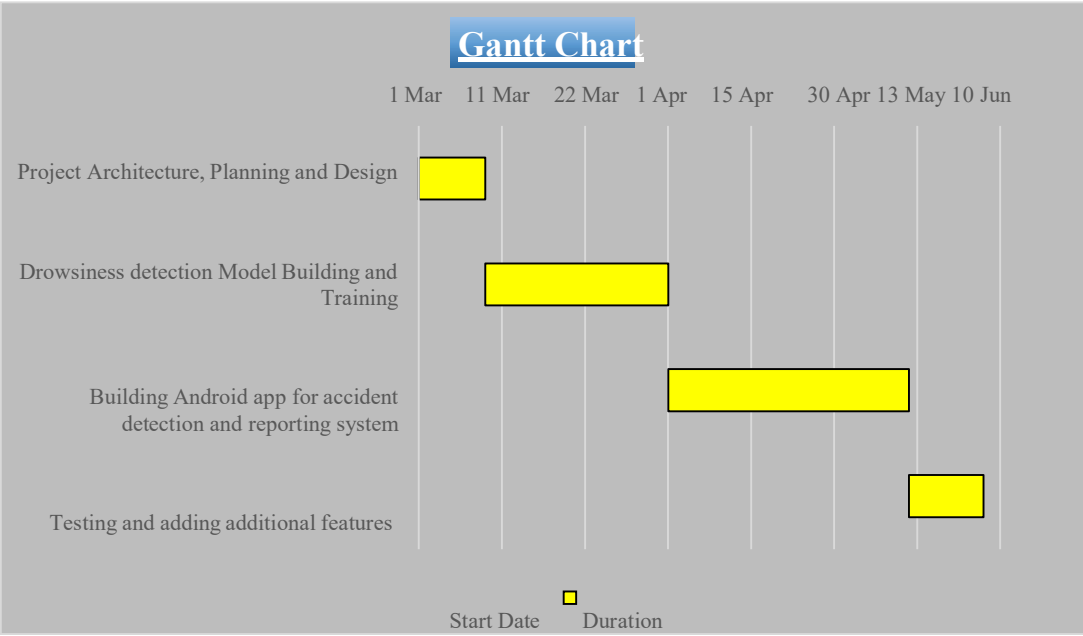 Gantt Chart
1 Mar 11 Mar 22 Mar 1 Apr 15 Apr 30 Apr 13 May 10 Jun
Project Architecture, Planning and Design
Drowsiness detection Model Building and
Training
Building Android app for accident
detection and reporting system
Testing and adding additional features
Start Date Duration